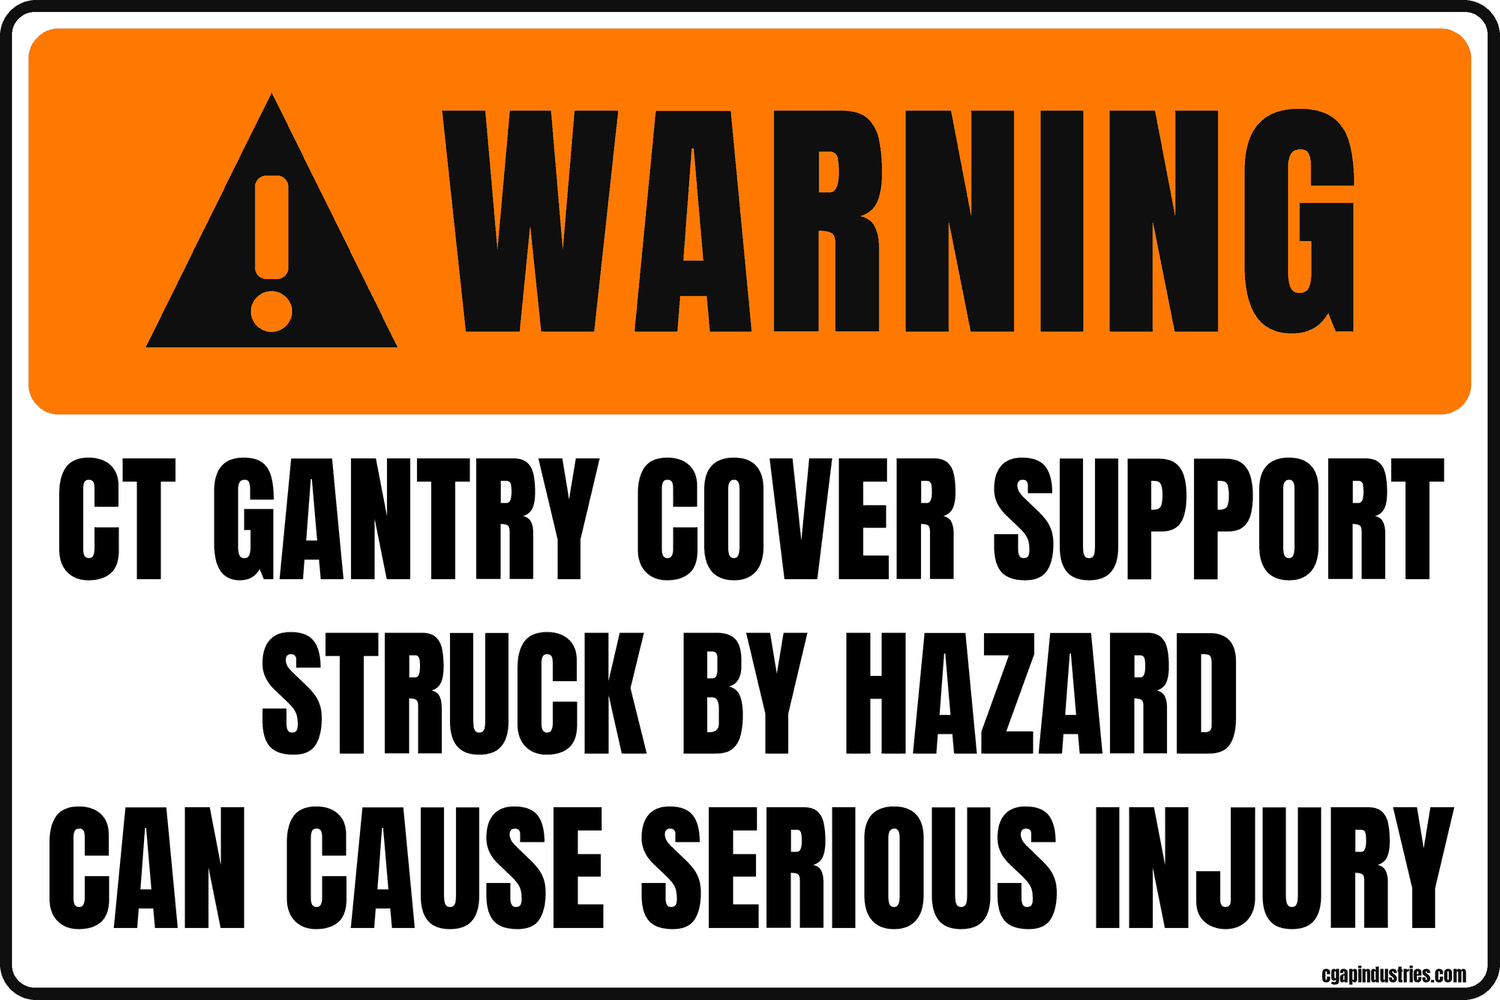 WARNING
CT GANTRY COVER SUPPORT
STRUCK BY HAZARD
CAN CAUSE SERIOUS INJURY
cgapindustries.com